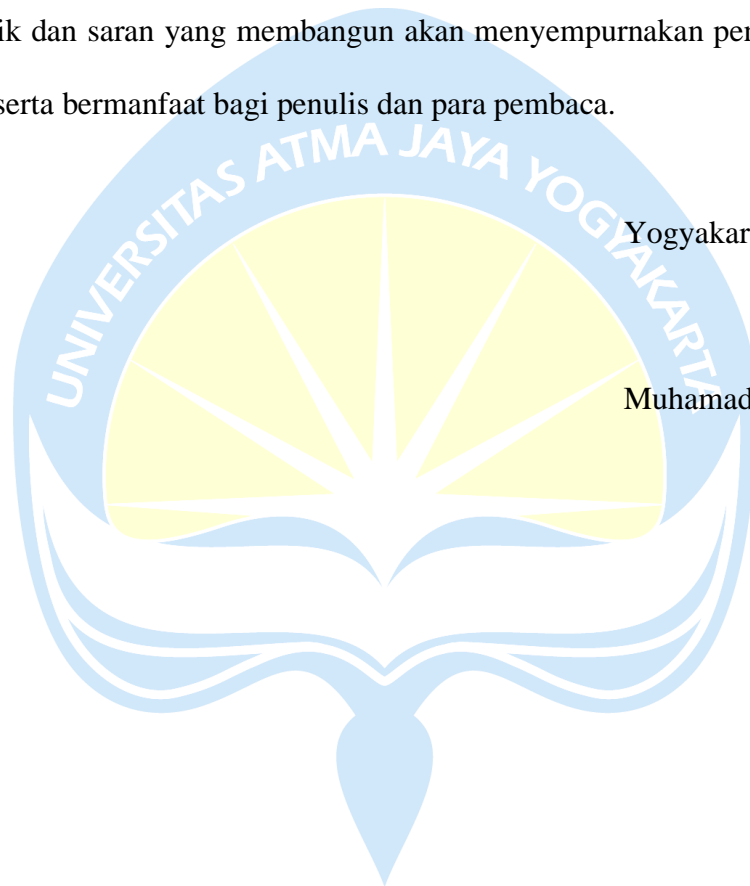 ik dan saran yang membangun akan menyempurnakan per
serta bermanfaat bagi penulis dan para pembaca.
UNIVERSITAS ATMA JAYA YOGYAKARTA
Yogyakar
Muhamad